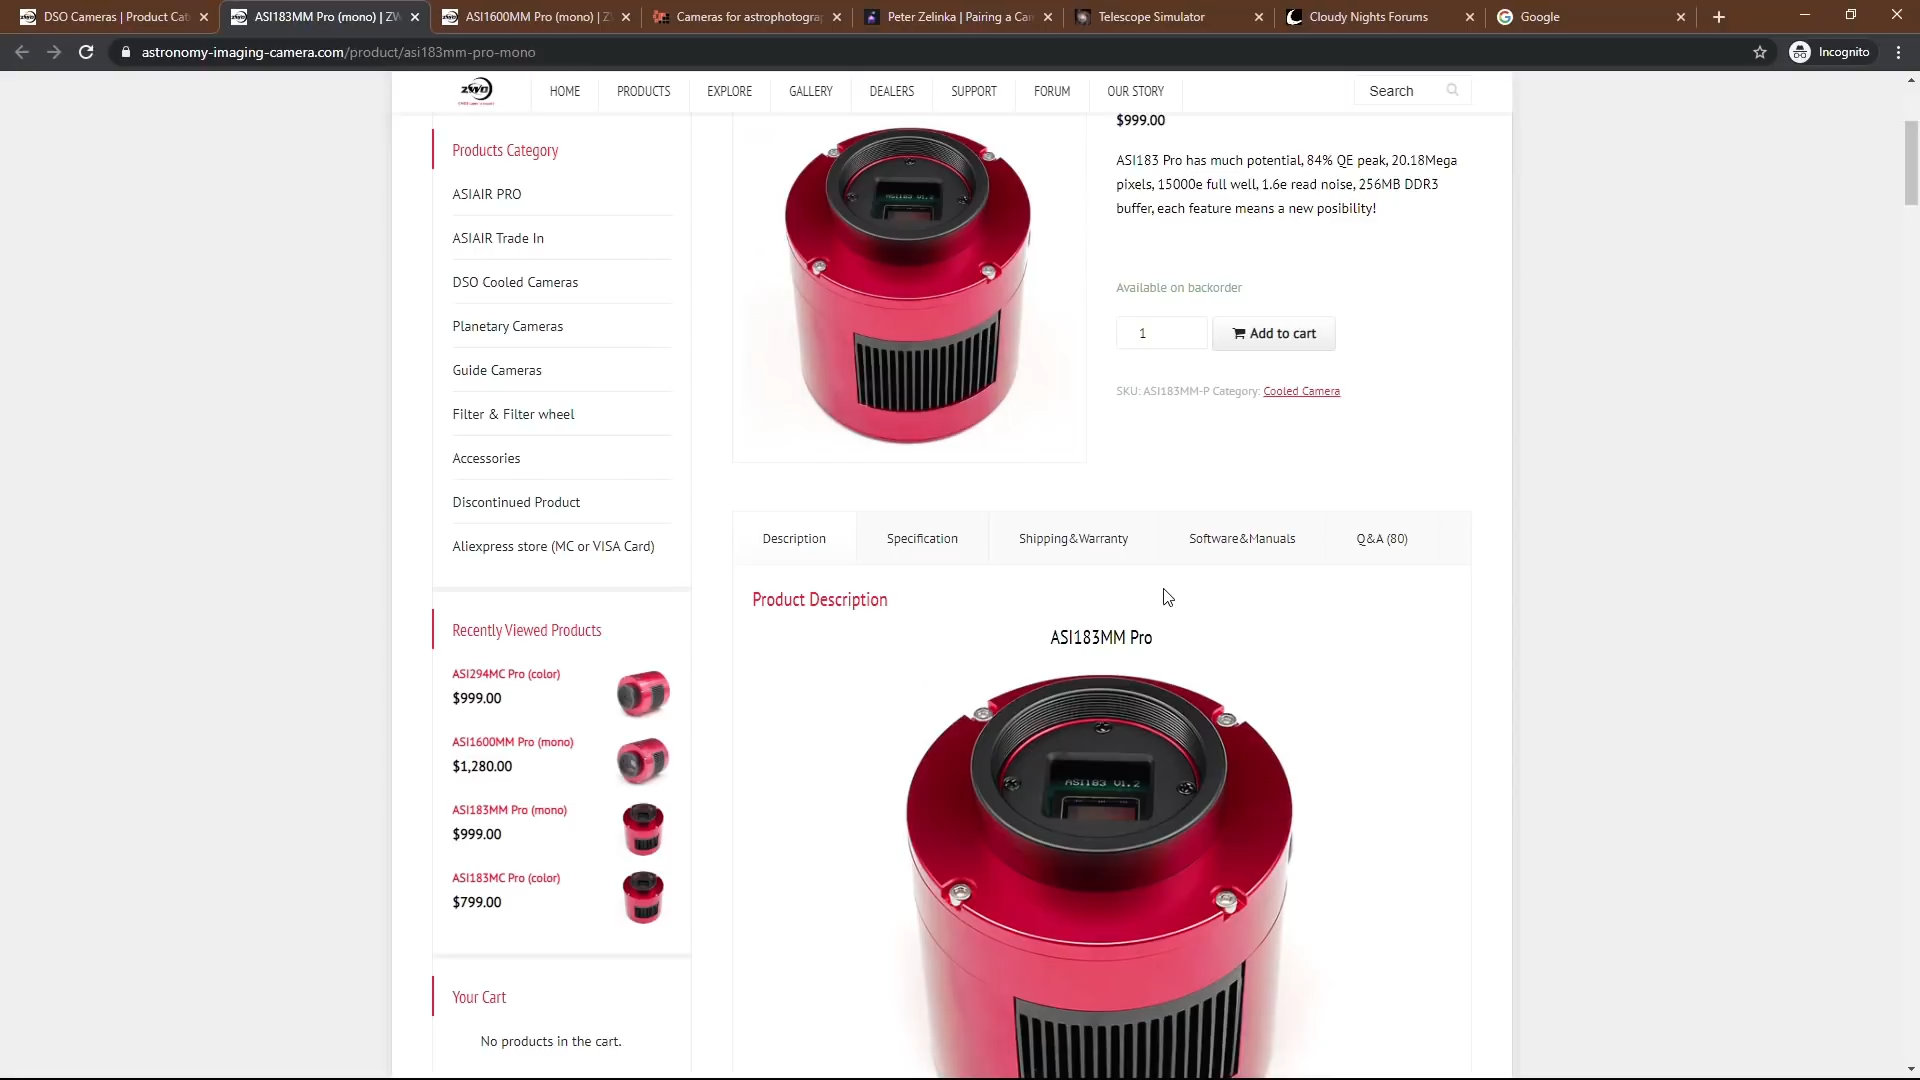 DSO Cameras | Product Cat
ASI183MM Pro (mono) | ZW
ASI1600MM Pro (mono) | Z
Cameras for astrophotograp
Peter Zelinka | Pairing a Ca
Telescope Simulator
Cloudy Nights Forums
Google
astronomy-imaging-camera.com/product/asi183mm-pro-mono
Incognito
ZWO
HOME
PRODUCTS
EXPLORE
GALLERY
DEALERS
SUPPORT
FORUM
OUR STORY
Search
Products Category
ASIAIR PRO
ASIAIR Trade In
DSO Cooled Cameras
Planetary Cameras
Guide Cameras
Filter & Filter wheel
Accessories
Discontinued Product
Aliexpress store (MC or VISA Card)
Recently Viewed Products
ASI294MC Pro (color)
$999.00
ASI1600MM Pro (mono)
$1,280.00
ASI183MM Pro (mono)
$999.00
ASI183MC Pro (color)
$799.00
Your Cart
No products in the cart.
ASI183 V1.2
$999.00
ASI183 Pro has much potential, 84% QE peak, 20.18Mega
pixels, 15000e full well, 1.6e read noise, 256MB DDR3
buffer, each feature means a new posibility!
Available on backorder
1
Add to cart
SKU: ASI183MM-P Category: Cooled Camera
Description
Specification
Shipping&Warranty
Software&Manuals
Q&A (80)
Product Description
ASI183MM Pro
ASI183 V1.2